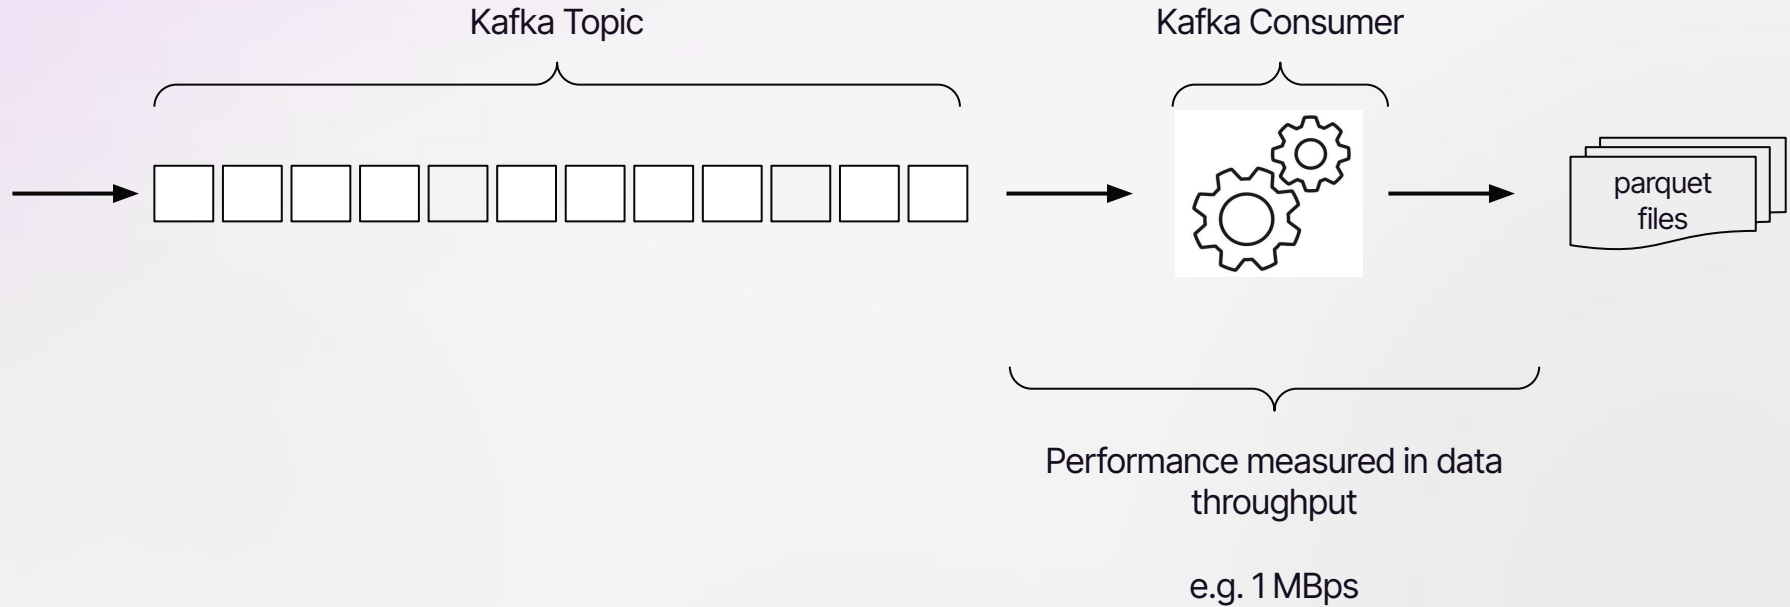 Kafka Topic
Kafka Consumer
parquet
files
Performance measured in data
throughput
e.g. 1 MBps